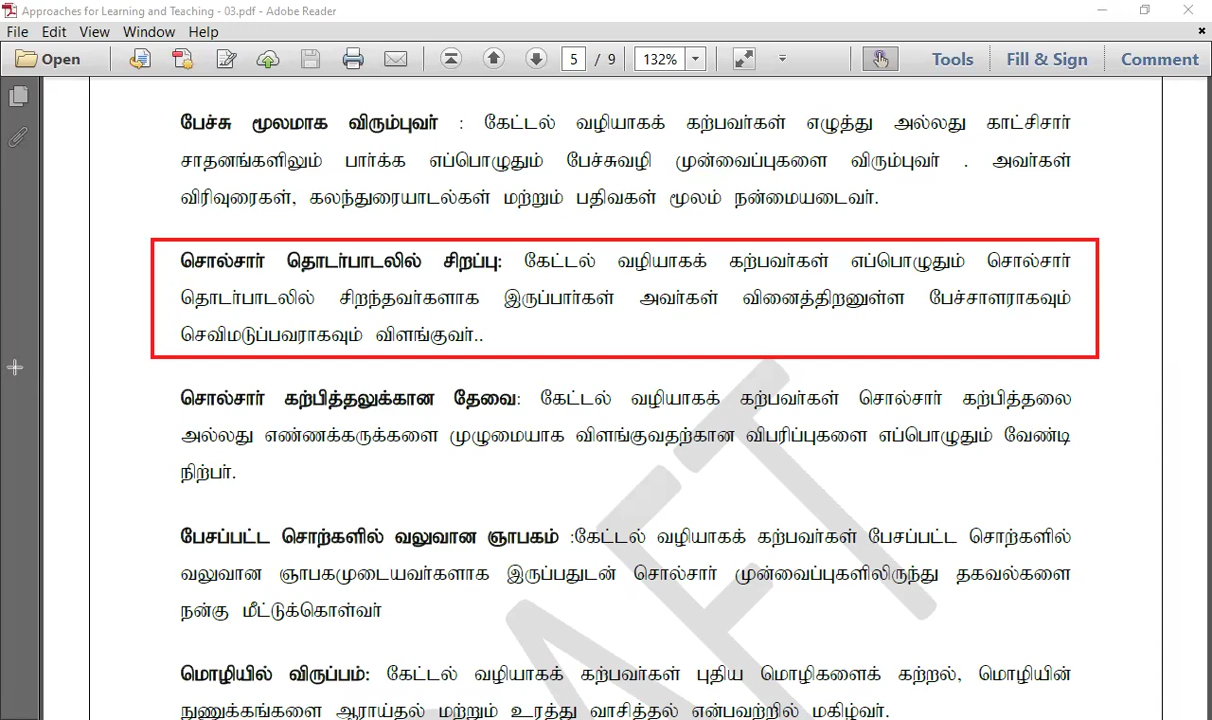 Approaches for Learning and Teaching - 03.pdf - Adobe Reader
File Edit View Window Help
Open 5 / 9 132% Tools Fill & Sign Comment
பேச்சு மூலமாக விரும்புவர் : கேட்டல் வழியாகக் கற்பவர்கள் எழுத்து அல்லது காட்சிசார்
சாதனங்களிலும் பார்க்க எப்பொழுதும் பேச்சுவழி முன்வைப்புகளை விரும்புவர் . அவர்கள்
விரிவுரைகள், கலந்துரையாடல்கள் மற்றும் பதிவகள் மூலம் நன்மையடைவர்.
சொல்சார் தொடர்பாடலில் சிறப்பு: கேட்டல் வழியாகக் கற்பவர்கள் எப்பொழுதும் சொல்சார்
தொடர்பாடலில் சிறந்தவர்களாக இருப்பார்கள் அவர்கள் வினைத்திறனுள்ள பேச்சாளராகவும்
செவிமடுப்பவராகவும் விளங்குவர்..
சொல்சார் கற்பித்தலுக்கான தேவை: கேட்டல் வழியாகக் கற்பவர்கள் சொல்சார் கற்பித்தலை
அல்லது எண்ணக்கருக்களை முழுமையாக விளங்குவதற்கான விபரிப்புகளை எப்பொழுதும் வேண்டி
நிற்பர்.
பேசப்பட்ட சொற்களில் வலுவான ஞாபகம் :கேட்டல் வழியாகக் கற்பவர்கள் பேசப்பட்ட சொற்களில்
வலுவான ஞாபகமுடையவர்களாக இருப்பதுடன் சொல்சார் முன்வைப்புகளிலிருந்து தகவல்களை
நன்கு மீட்டுக்கொள்வர்
மொழியில் விருப்பம்: கேட்டல் வழியாகக் கற்பவர்கள் புதிய மொழிகளைக் கற்றல், மொழியின்
நுணுக்கங்களை ஆராய்தல் மற்றும் உரத்து வாசித்தல் என்பவற்றில் மகிழ்வர்.